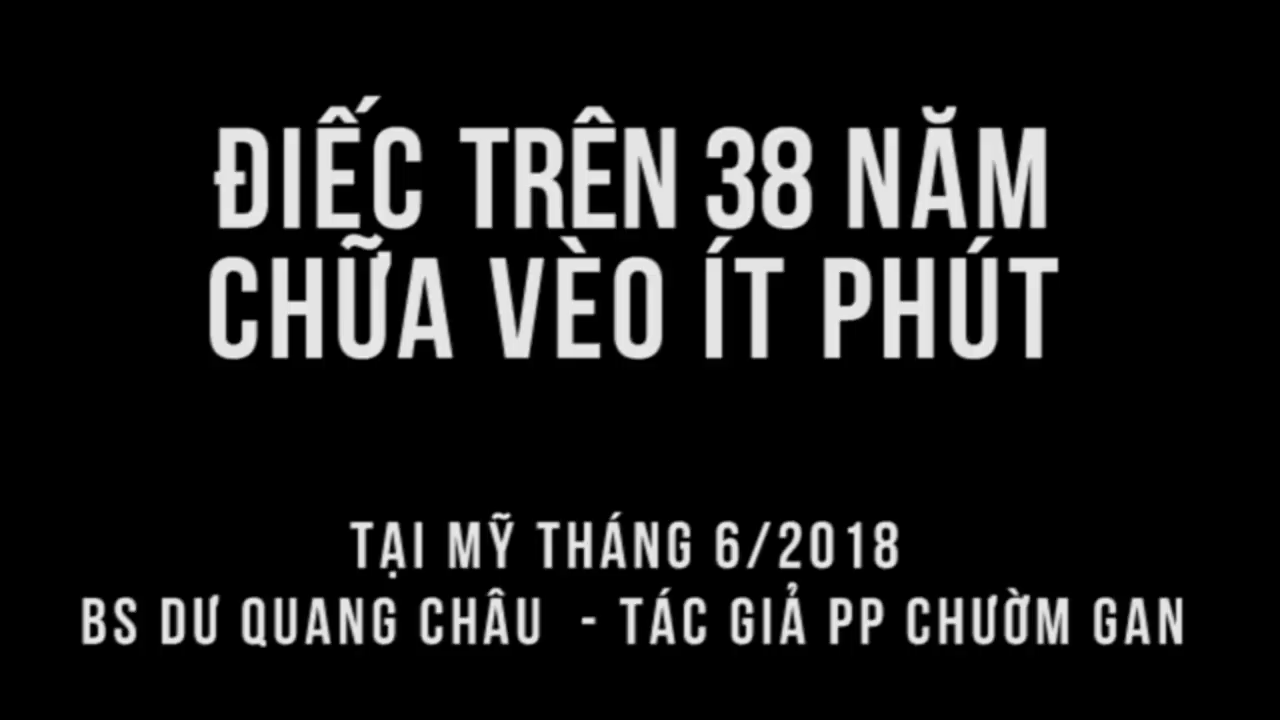 ĐIẾC TRÊN 38 NĂM
CHỮA VÈO ÍT PHÚT
TẠI MỸ THÁNG 6/2018
BS DƯ QUANG CHÂU - TÁC GIẢ PP CHƯỜM GAN